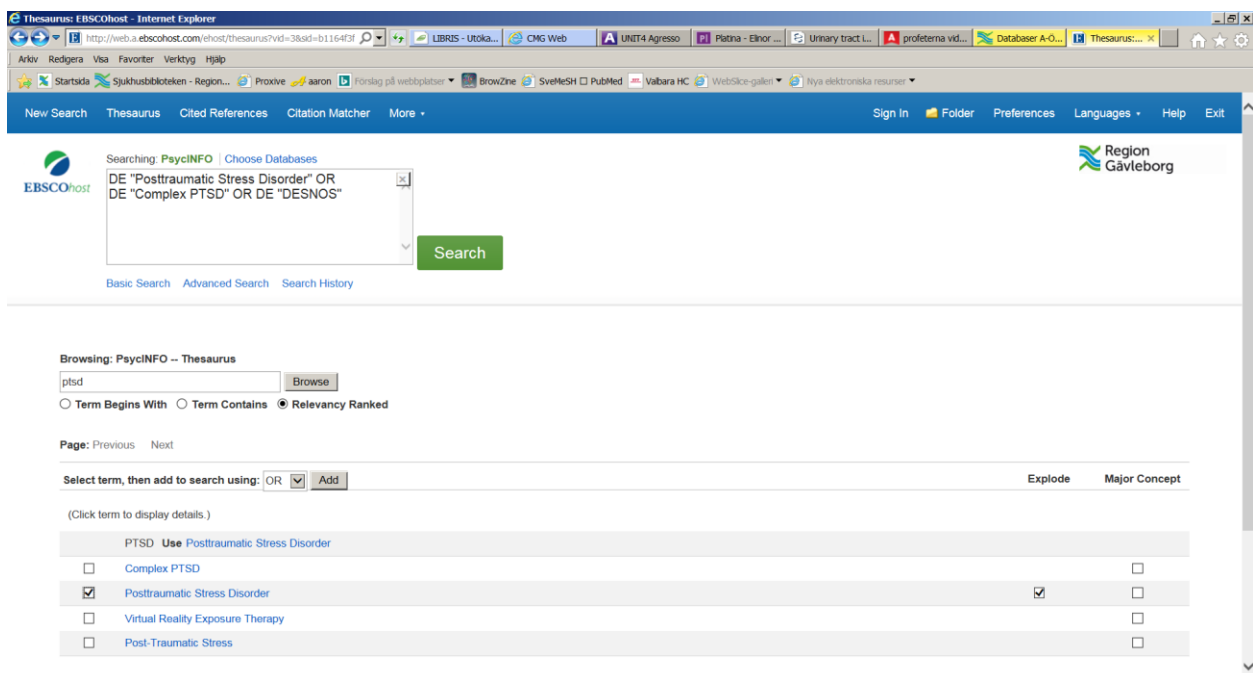 Thesaurus: EBSCOhost - Internet Explorer
http://web.a.ebscohost.com/ehost/thesaurus?vid=3&sid=b1164f3f
LIBRIS - Utöka...
CMG Web
UNIT4 Agresso
Platina - Elinor ...
Urinary tract i...
profeterna vid...
Databaser A-Ö...
Thesaurus:...
Arkiv Redigera Visa Favoriter Verktyg Hjälp
Startsida Sjukhusbiblioteken - Region... Proxive aaron Förslag på webbplatser BrowZine SveMeSH PubMed Valbara HC WebSlice-galleri Nya elektroniska resurser
New Search Thesaurus Cited References Citation Matcher More Sign In Folder Preferences Languages Help Exit
EBSCOhost
Searching: PsycINFO Choose Databases
DE "Posttraumatic Stress Disorder" OR
DE "Complex PTSD" OR DE "DESNOS"
Search
Region
Gävleborg
Basic Search Advanced Search Search History
Browsing: PsycINFO -- Thesaurus
ptsd Browse
Term Begins With Term Contains Relevancy Ranked
Page: Previous Next
Select term, then add to search using: OR Add Explode Major Concept
(Click term to display details.)
PTSD Use Posttraumatic Stress Disorder
Complex PTSD
Posttraumatic Stress Disorder
Virtual Reality Exposure Therapy
Post-Traumatic Stress